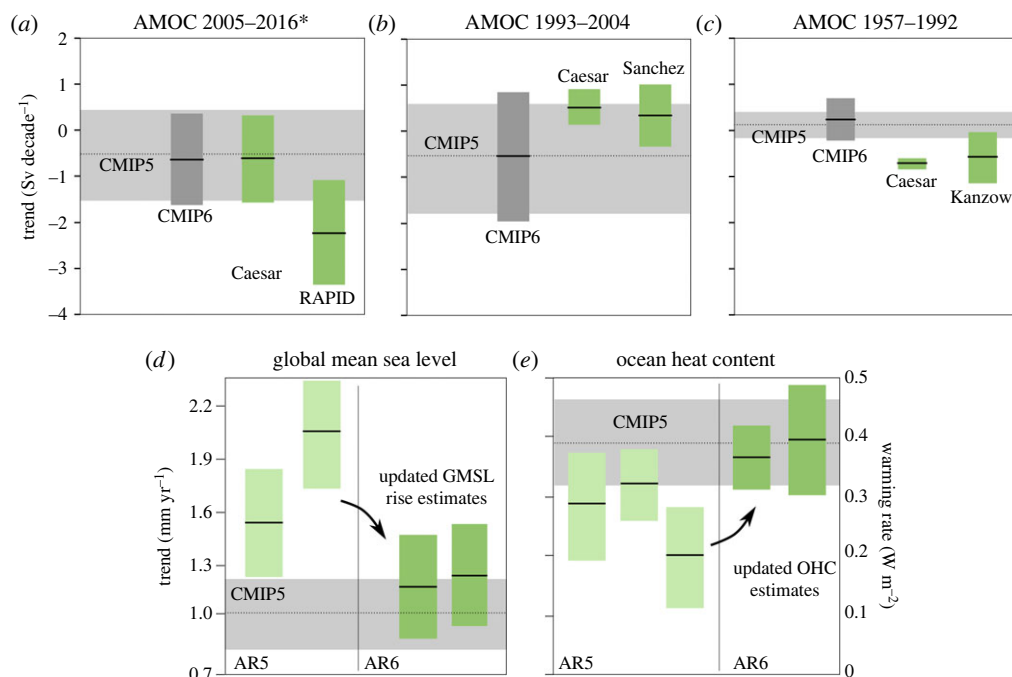 (a) AMOC 2005–2016*
(b) AMOC 1993–2004
(c) AMOC 1957–1992
trend (Sv decade⁻¹)
2
1
0
–1
–2
–3
–4
CMIP5
CMIP6
Caesar
RAPID
CMIP5
CMIP6
Caesar
Sanchez
CMIP5
CMIP6
Caesar
Kanzow
(d) global mean sea level
trend (mm yr⁻¹)
2.2
1.9
1.6
1.3
1.0
0.7
updated GMSL
rise estimates
CMIP5
AR5
AR6
(e) ocean heat content
CMIP5
updated OHC
estimates
AR5
AR6
0.5
0.4
0.3
0.2
0.1
0
warming rate (W m⁻²)